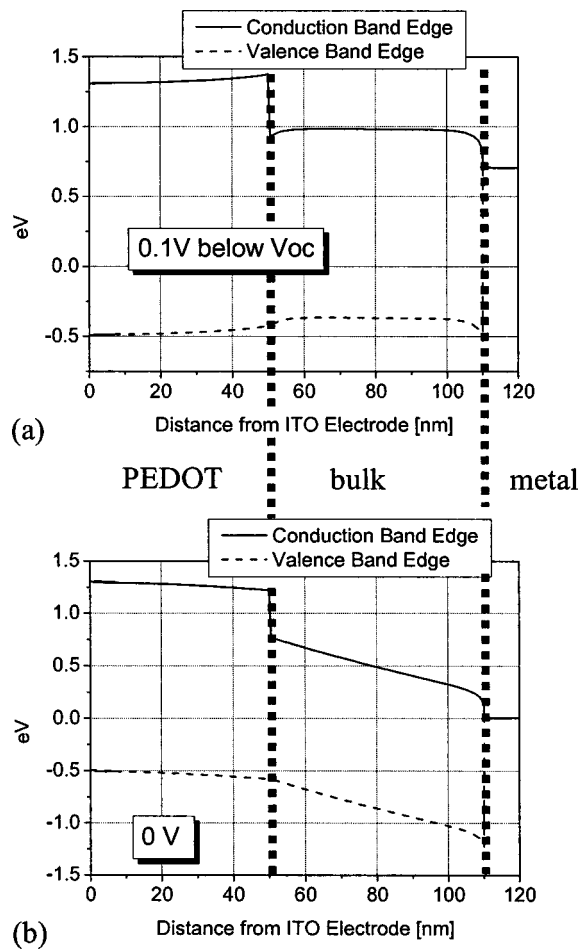 Conduction Band Edge
Valence Band Edge
1.5
1.0
0.5
0.0
-0.5
eV
0.1V below Voc
0 20 40 60 80 100 120
Distance from ITO Electrode [nm]
(a)
PEDOT bulk metal
Conduction Band Edge
Valence Band Edge
1.5
1.0
0.5
0.0
-0.5
-1.0
-1.5
eV
0 V
0 20 40 60 80 100 120
Distance from ITO Electrode [nm]
(b)